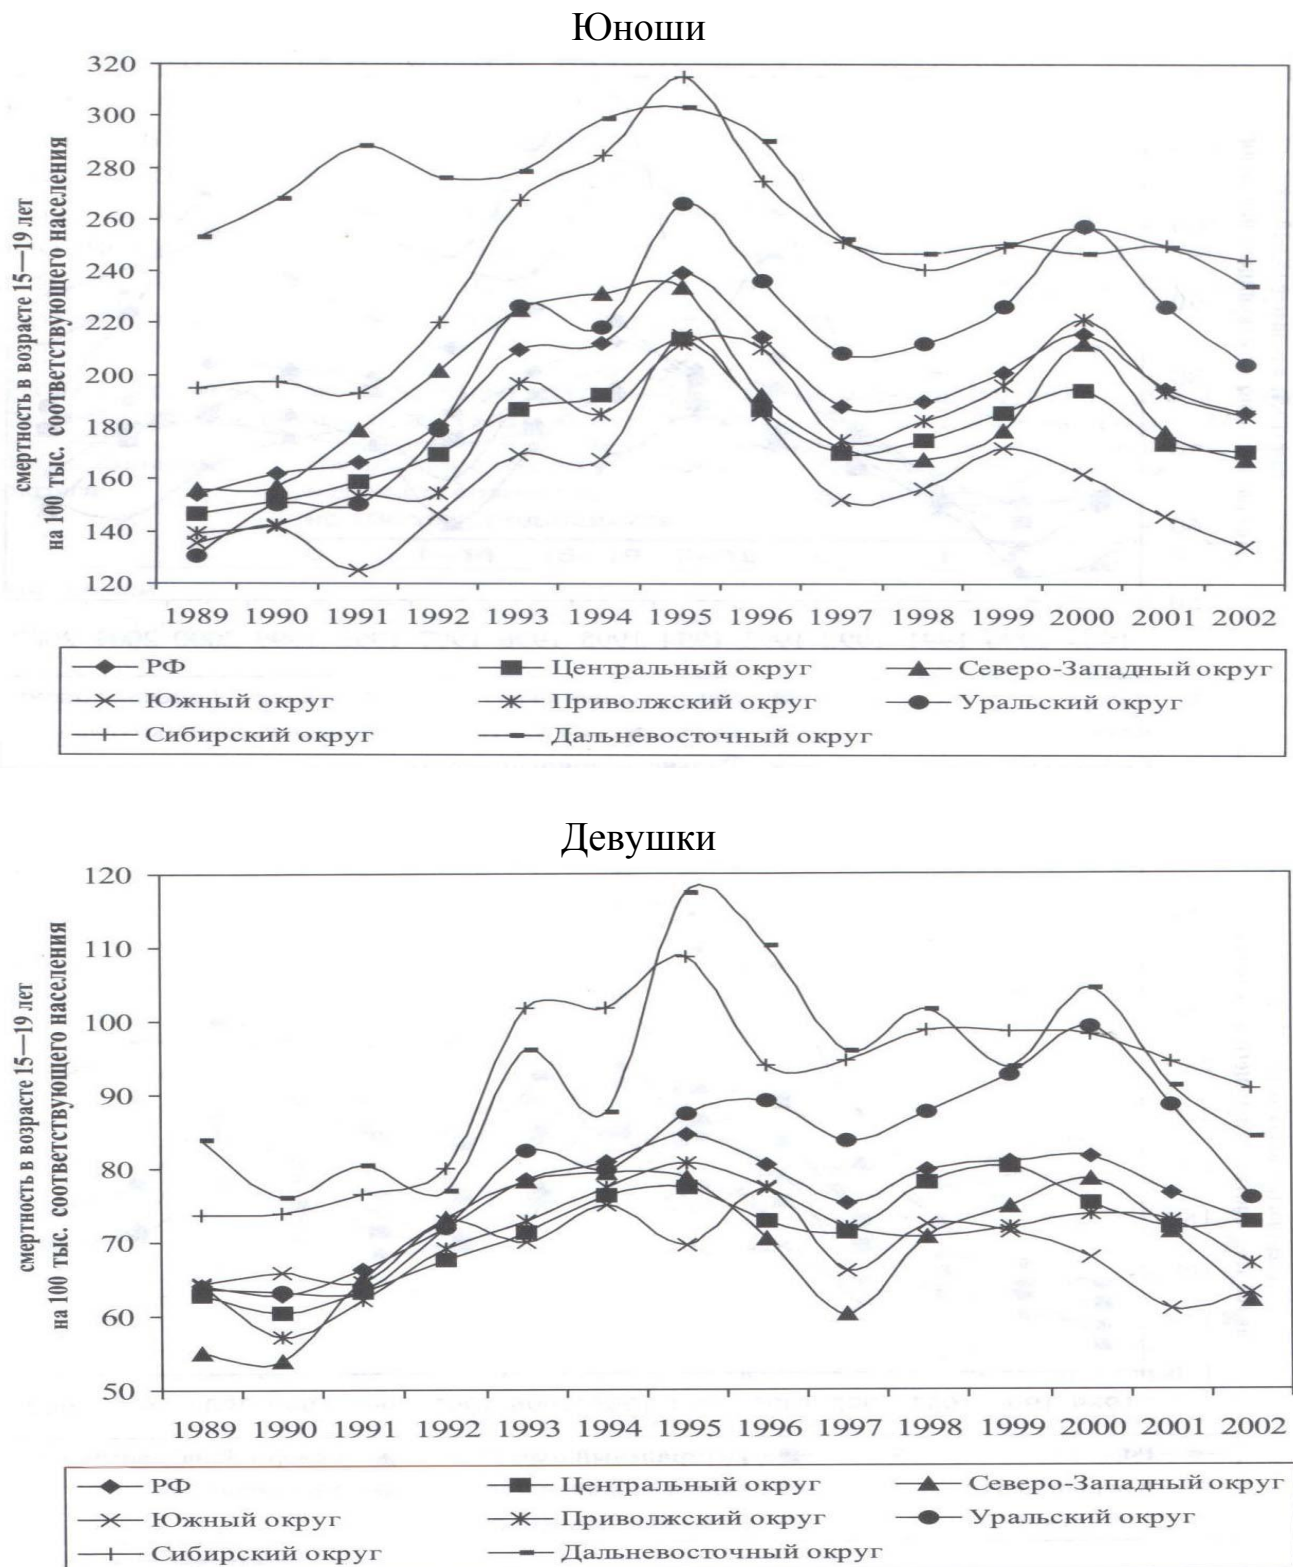 Юноши
смертность в возрасте 15—19 лет
на 100 тыс. соответствующего населения
320
300
280
260
240
220
200
180
160
140
120
1989 1990 1991 1992 1993 1994 1995 1996 1997 1998 1999 2000 2001 2002
РФ Центральный округ Северо-Западный округ
Южный округ Приволжский округ Уральский округ
Сибирский округ Дальневосточный округ
Девушки
смертность в возрасте 15—19 лет
на 100 тыс. соответствующего населения
120
110
100
90
80
70
60
50
1989 1990 1991 1992 1993 1994 1995 1996 1997 1998 1999 2000 2001 2002
РФ Центральный округ Северо-Западный округ
Южный округ Приволжский округ Уральский округ
Сибирский округ Дальневосточный округ